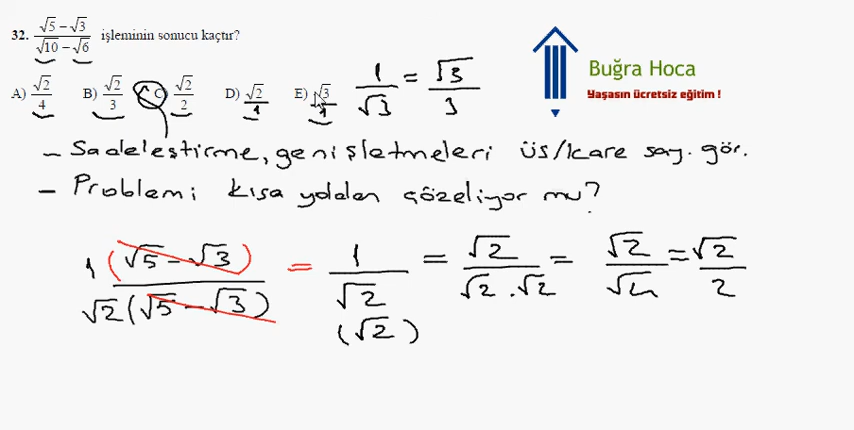 32. (√5 − √3)/(√10 − √6) işleminin sonucu kaçtır?
A) √2/4 B) √2/3 C) √2/2 D) √2/1 E) √3/1
1/√3 = √3/3
Buğra Hoca
Yaşasın ücretsiz eğitim !
– Sadeleştirme, genişletmeleri üs/kare say. gör.
– Problemi kısa yoldan çözeliyor mu?
1(√5 − √3)/√2(√5 − √3) = 1/√2 = √2/√2.√2 = √2/√4 = √2/2
(√2)